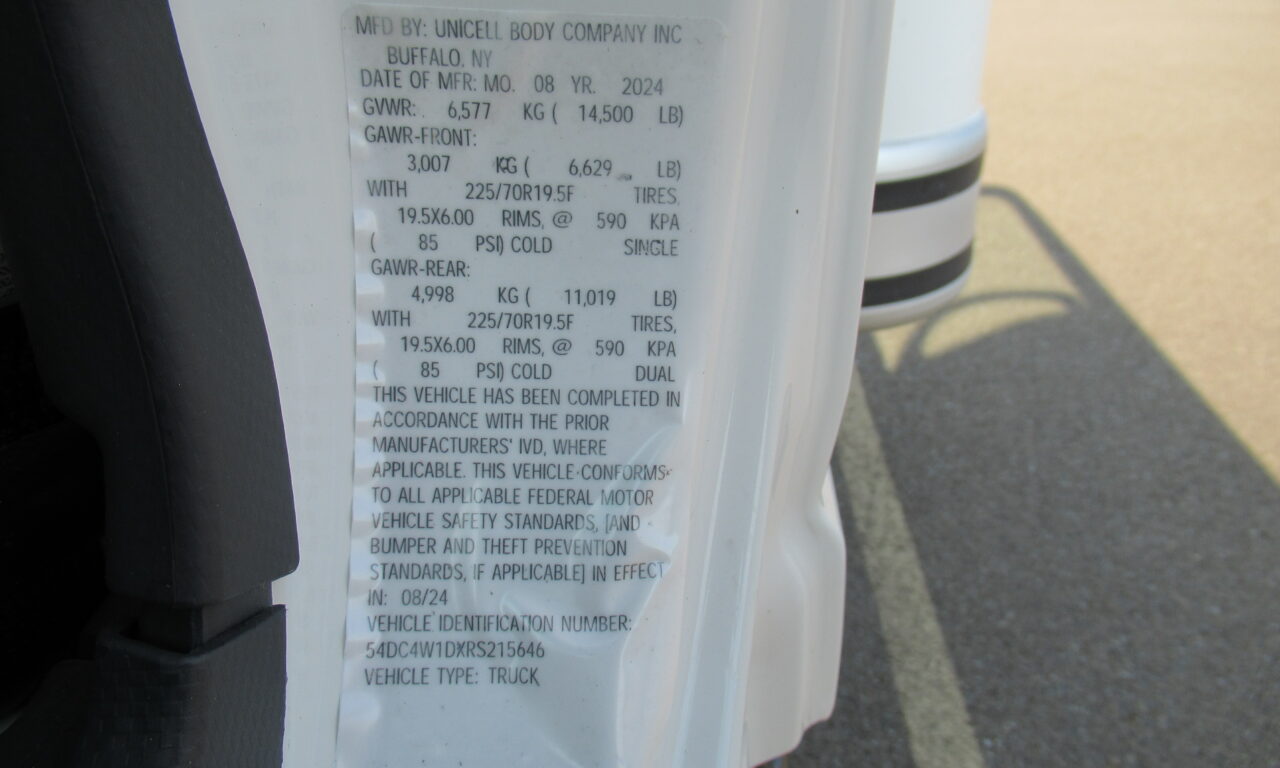 MFD BY: UNICELL BODY COMPANY INC
BUFFALO, NY
DATE OF MFR: MO. 08 YR. 2024
GVWR: 6,577 KG ( 14,500 LB)
GAWR-FRONT:
3,007 KG ( 6,629 LB)
WITH 225/70R19.5F TIRES,
19.5X6.00 RIMS, @ 590 KPA
( 85 PSI) COLD SINGLE
GAWR-REAR:
4,998 KG ( 11,019 LB)
WITH 225/70R19.5F TIRES,
19.5X6.00 RIMS, @ 590 KPA
( 85 PSI) COLD DUAL
THIS VEHICLE HAS BEEN COMPLETED IN
ACCORDANCE WITH THE PRIOR
MANUFACTURERS' IVD, WHERE
APPLICABLE. THIS VEHICLE CONFORMS
TO ALL APPLICABLE FEDERAL MOTOR
VEHICLE SAFETY STANDARDS, [AND
BUMPER AND THEFT PREVENTION
STANDARDS, IF APPLICABLE] IN EFFECT
IN: 08/24
VEHICLE IDENTIFICATION NUMBER:
54DC4W1DXRS215646
VEHICLE TYPE: TRUCK